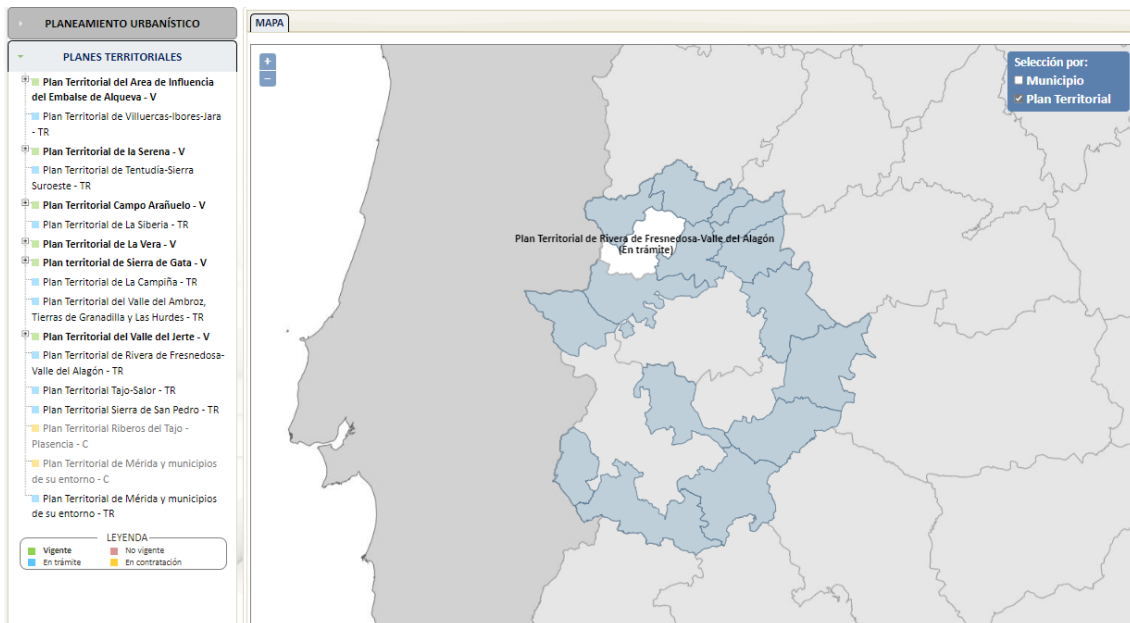 PLANEAMIENTO URBANÍSTICO
PLANES TERRITORIALES
Plan Territorial del Area de Influencia
del Embalse de Alqueva - V
Plan Territorial de Villuercas-Ibores-Jara
- TR
Plan Territorial de la Serena - V
Plan Territorial de Tentudía-Sierra
Suroeste - TR
Plan Territorial Campo Arañuelo - V
Plan Territorial de La Siberia - TR
Plan Territorial de La Vera - V
Plan territorial de Sierra de Gata - V
Plan Territorial de La Campiña - TR
Plan Territorial del Valle del Ambroz,
Tierras de Granadilla y Las Hurdes - TR
Plan Territorial del Valle del Jerte - V
Plan Territorial de Rivera de Fresnedosa-
Valle del Alagón - TR
Plan Territorial Tajo-Salor - TR
Plan Territorial Sierra de San Pedro - TR
Plan Territorial Riberos del Tajo -
Plasencia - C
Plan Territorial de Mérida y municipios
de su entorno - C
Plan Territorial de Mérida y municipios
de su entorno - TR
LEYENDA
Vigente
No vigente
En trámite
En contratación
MAPA
+
−
Selección por:
Municipio
Plan Territorial
Plan Territorial de Rivera de Fresnedosa-Valle del Alagón
(En trámite)